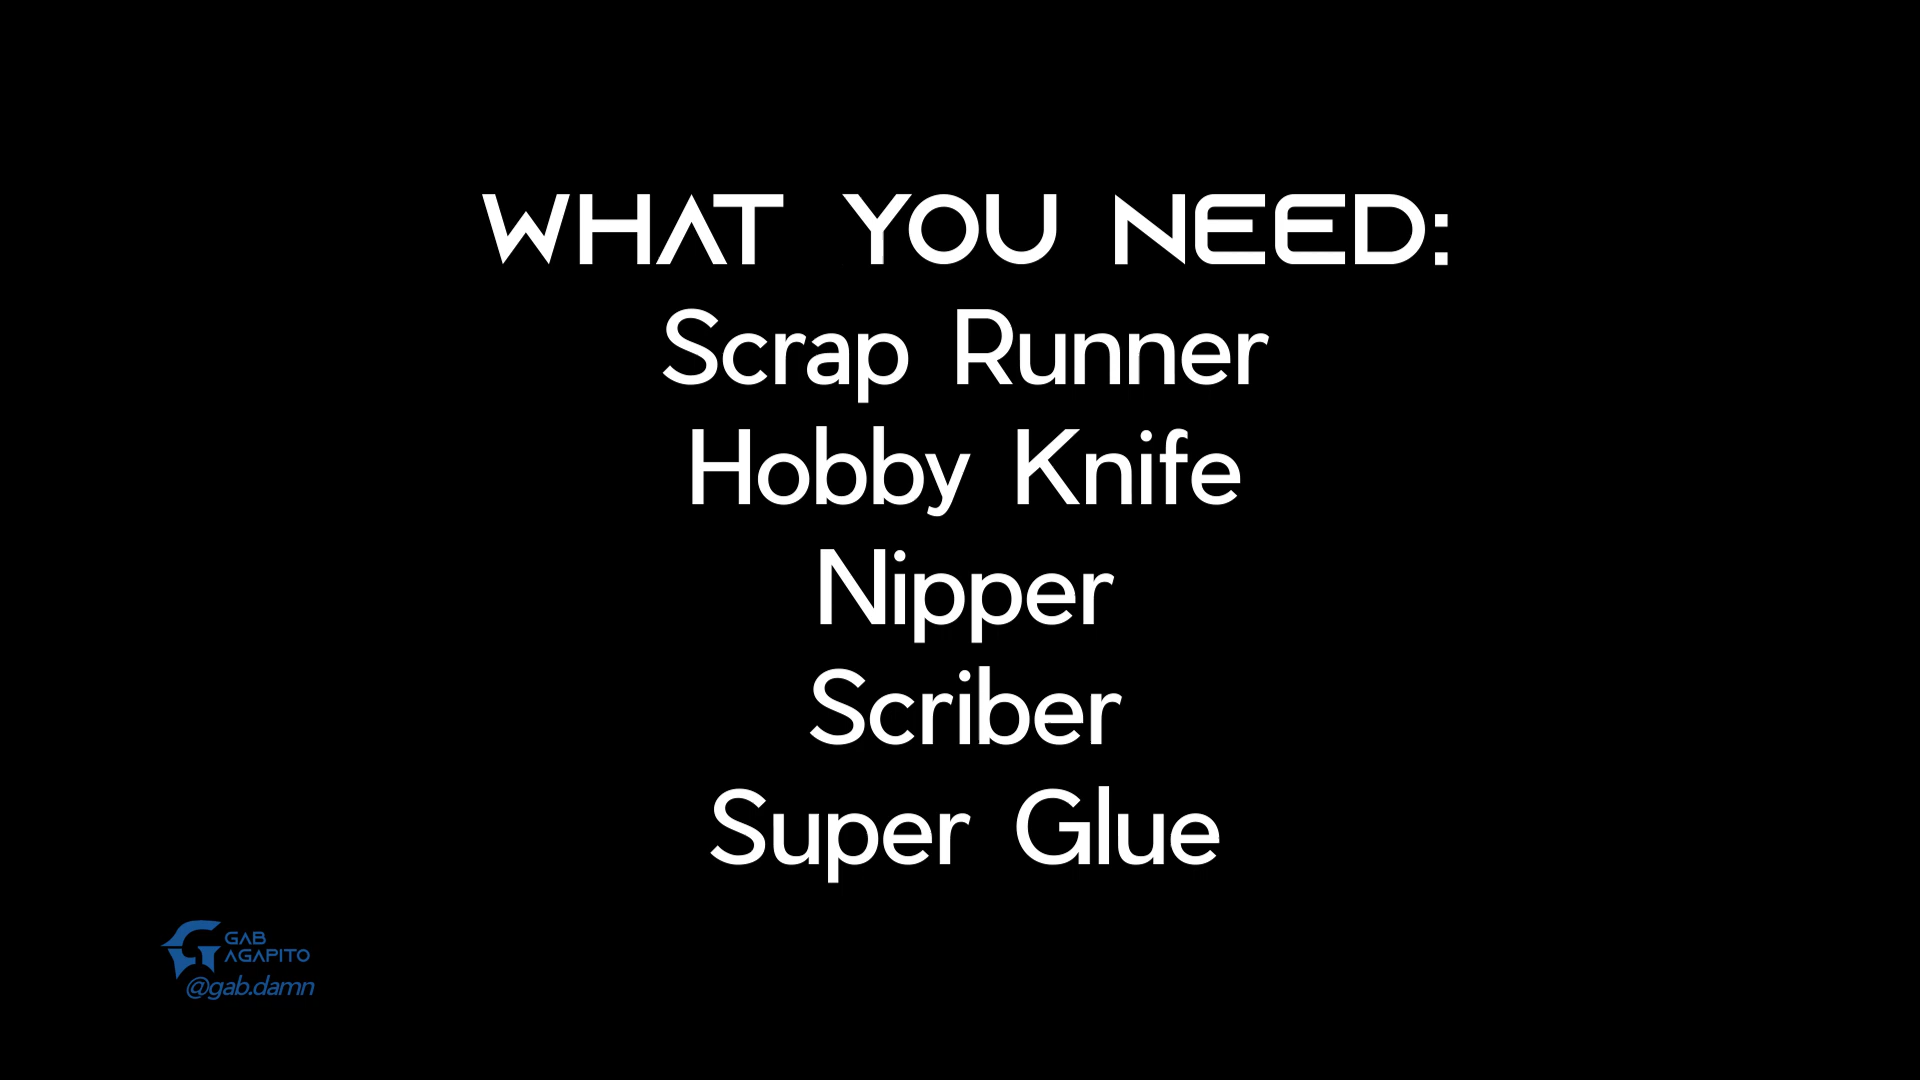 WHAT YOU NEED:
Scrap Runner
Hobby Knife
Nipper
Scriber
Super Glue
GAB
AGAPITO
@gab.damn